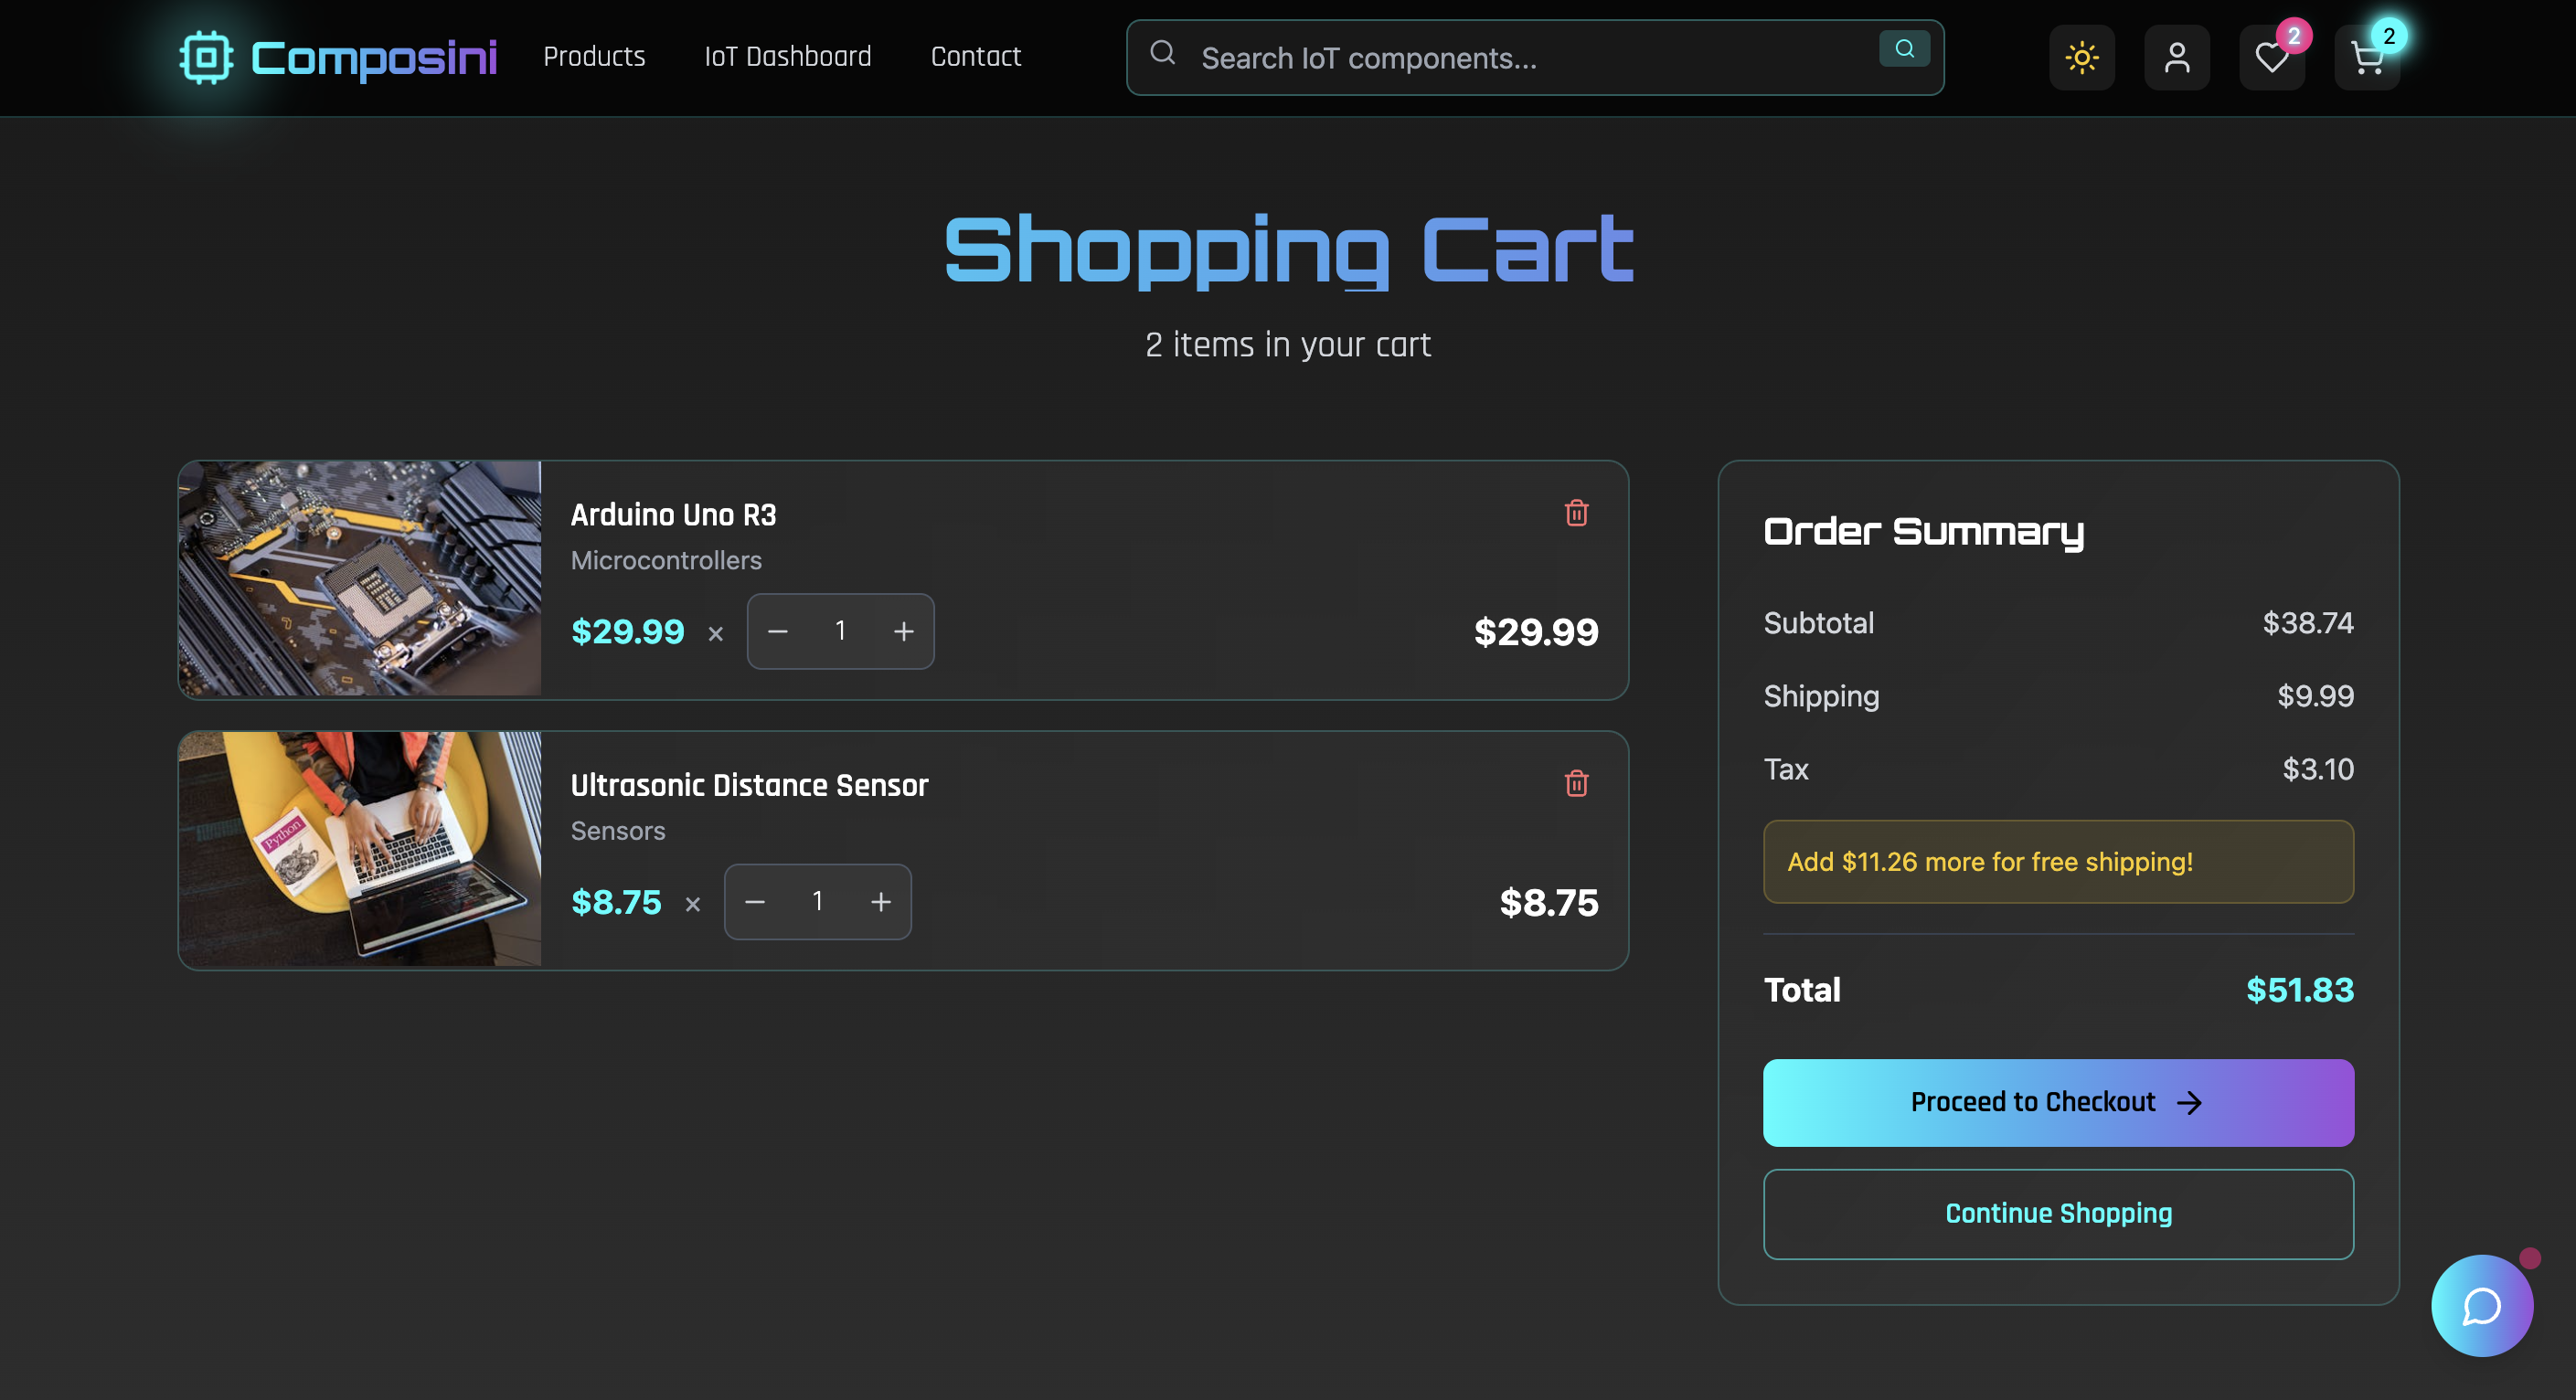 Composini
Products
IoT Dashboard
Contact
Search IoT components...
2
2
Shopping Cart
2 items in your cart
Arduino Uno R3
Microcontrollers
$29.99 × − 1 +
$29.99
Python
Ultrasonic Distance Sensor
Sensors
$8.75 × − 1 +
$8.75
Order Summary
Subtotal $38.74
Shipping $9.99
Tax $3.10
Add $11.26 more for free shipping!
Total $51.83
Proceed to Checkout →
Continue Shopping